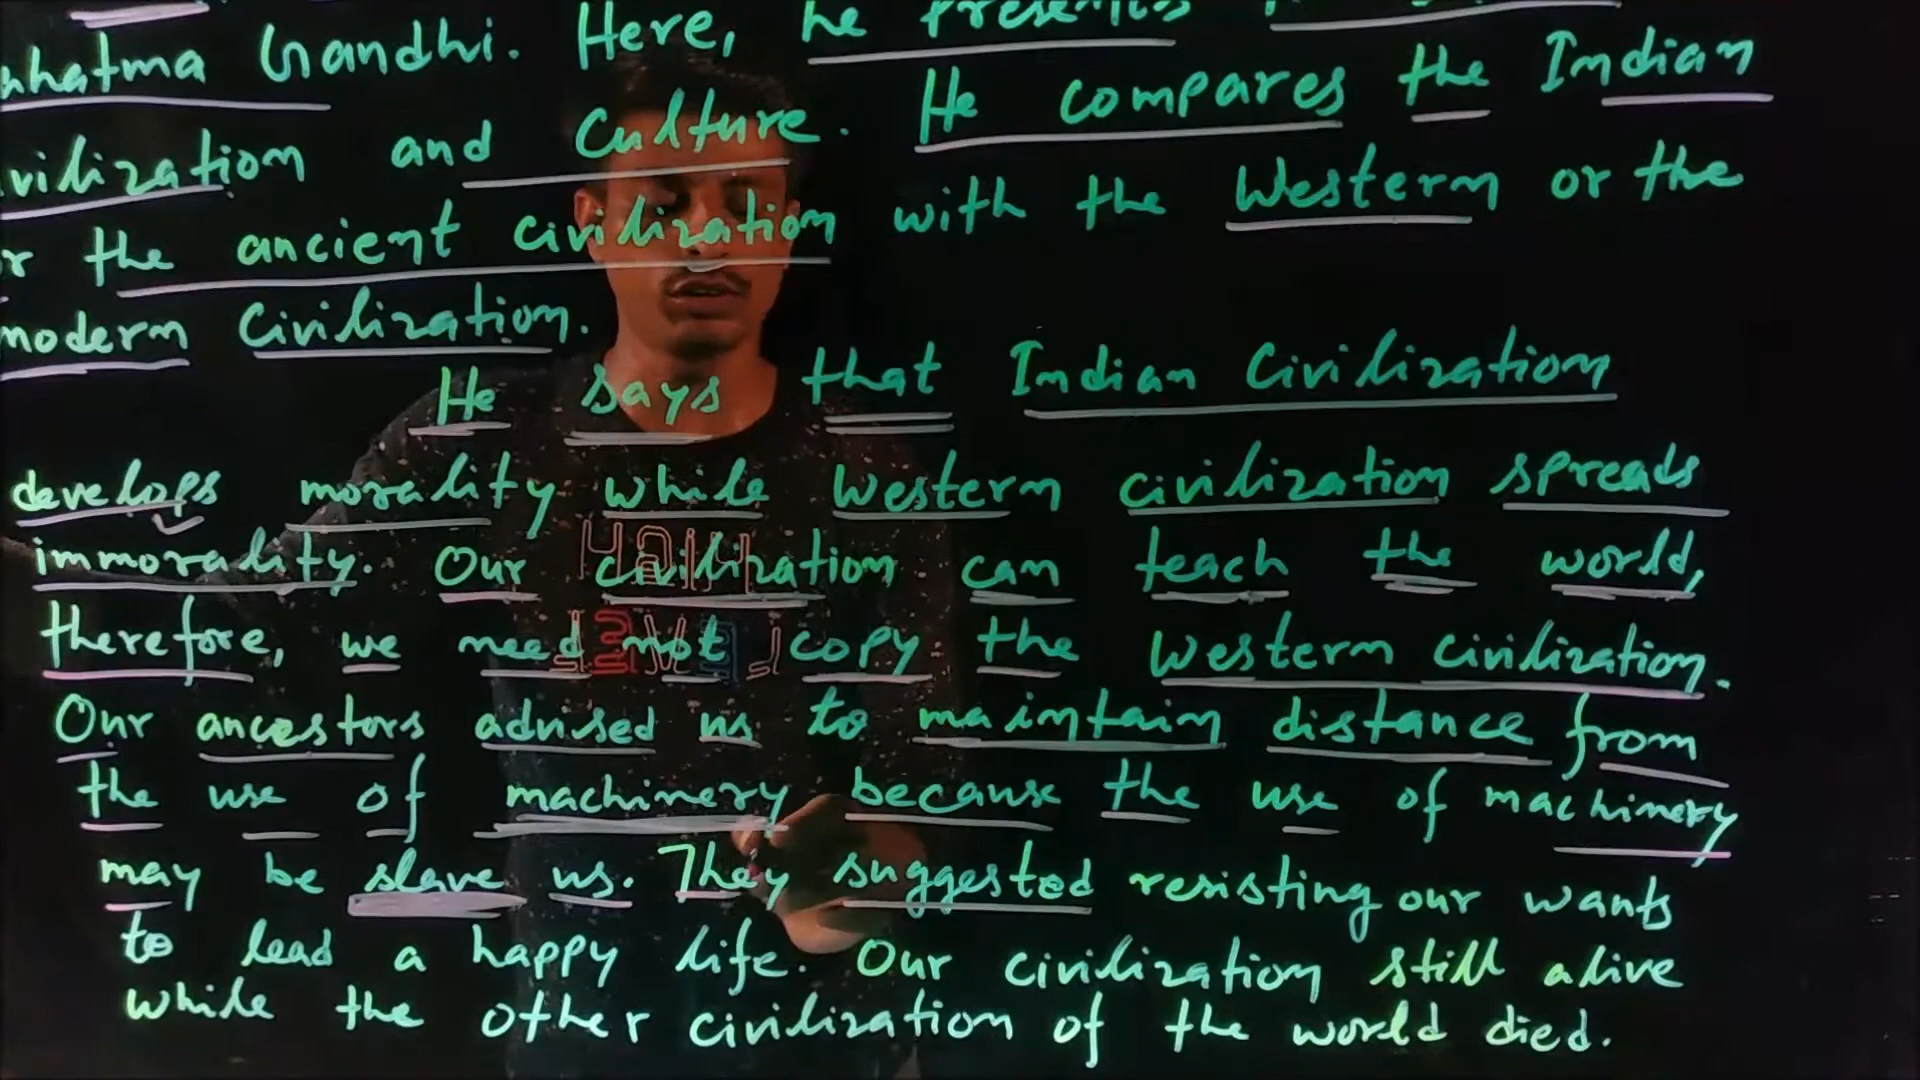 Gandhi. Here, he presents
and Culture. He compares the Indian
the ancient civilization with the Western or the
modern Civilization.
He says that Indian Civilization
develops morality while Western civilization spreads
immorality. Our civilization can teach the world,
therefore, we need not copy the Western civilization.
Our ancestors advised us to maintain distance from
the use of machinery because the use of machinery
may be slave us. They suggested resisting our wants
to lead a happy life. Our civilization still alive
while the other civilization of the world died.